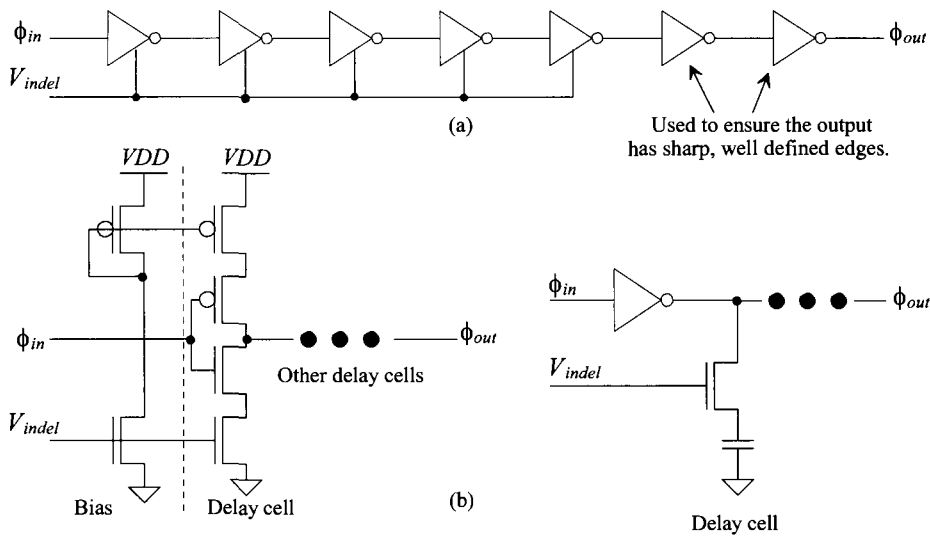 ϕin
ϕout
Vindel
Used to ensure the output
has sharp, well defined edges.
(a)
VDD
VDD
ϕin
ϕout
Other delay cells
Vindel
Bias
Delay cell
(b)
ϕin
ϕout
Vindel
Delay cell